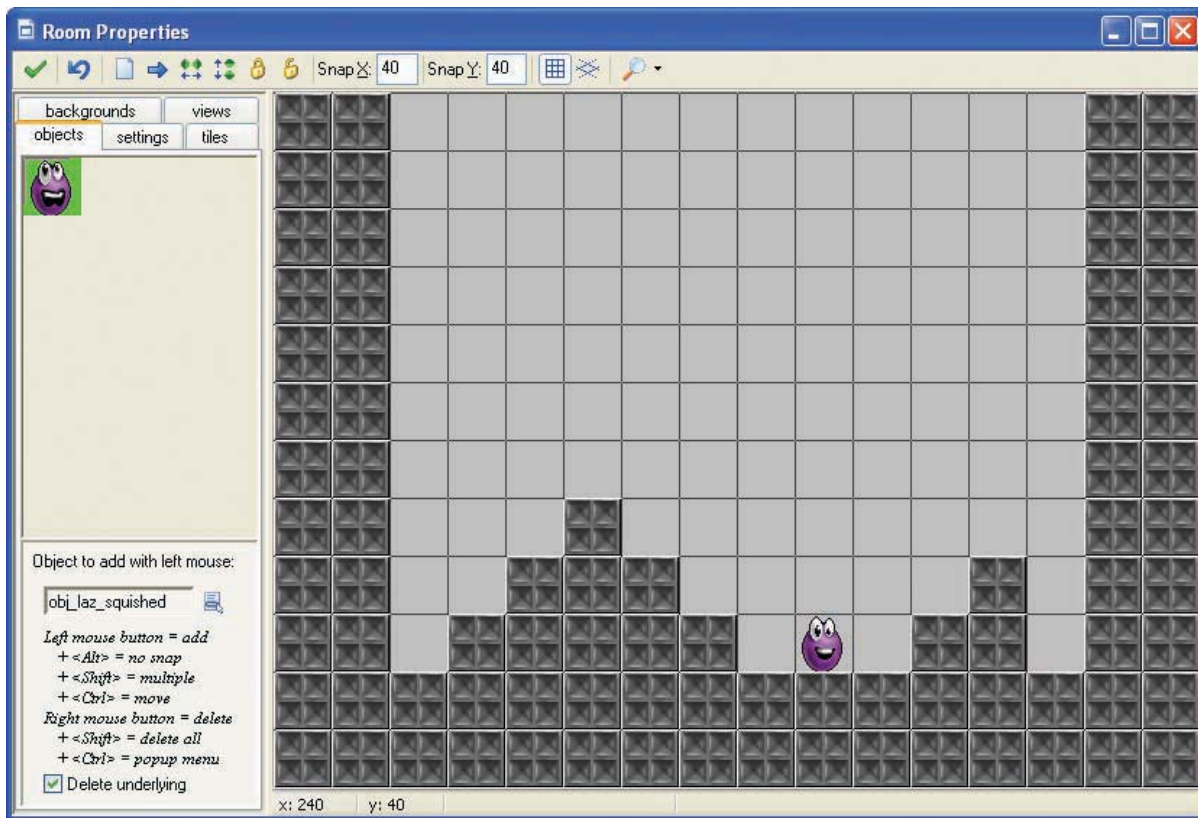 Room Properties
Snap X: 40 Snap Y: 40
backgrounds views
objects settings tiles
Object to add with left mouse:
obj_laz_squished
Left mouse button = add
+ <Alt> = no snap
+ <Shift> = multiple
+ <Ctrl> = move
Right mouse button = delete
+ <Shift> = delete all
+ <Ctrl> = popup menu
Delete underlying
x: 240 y: 40